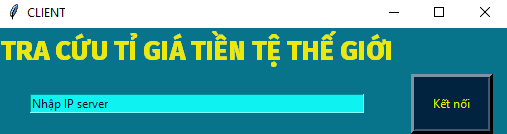 CLIENT
TRA CỨU TỈ GIÁ TIỀN TỆ THẾ GIỚI
Nhập IP server
Kết nối